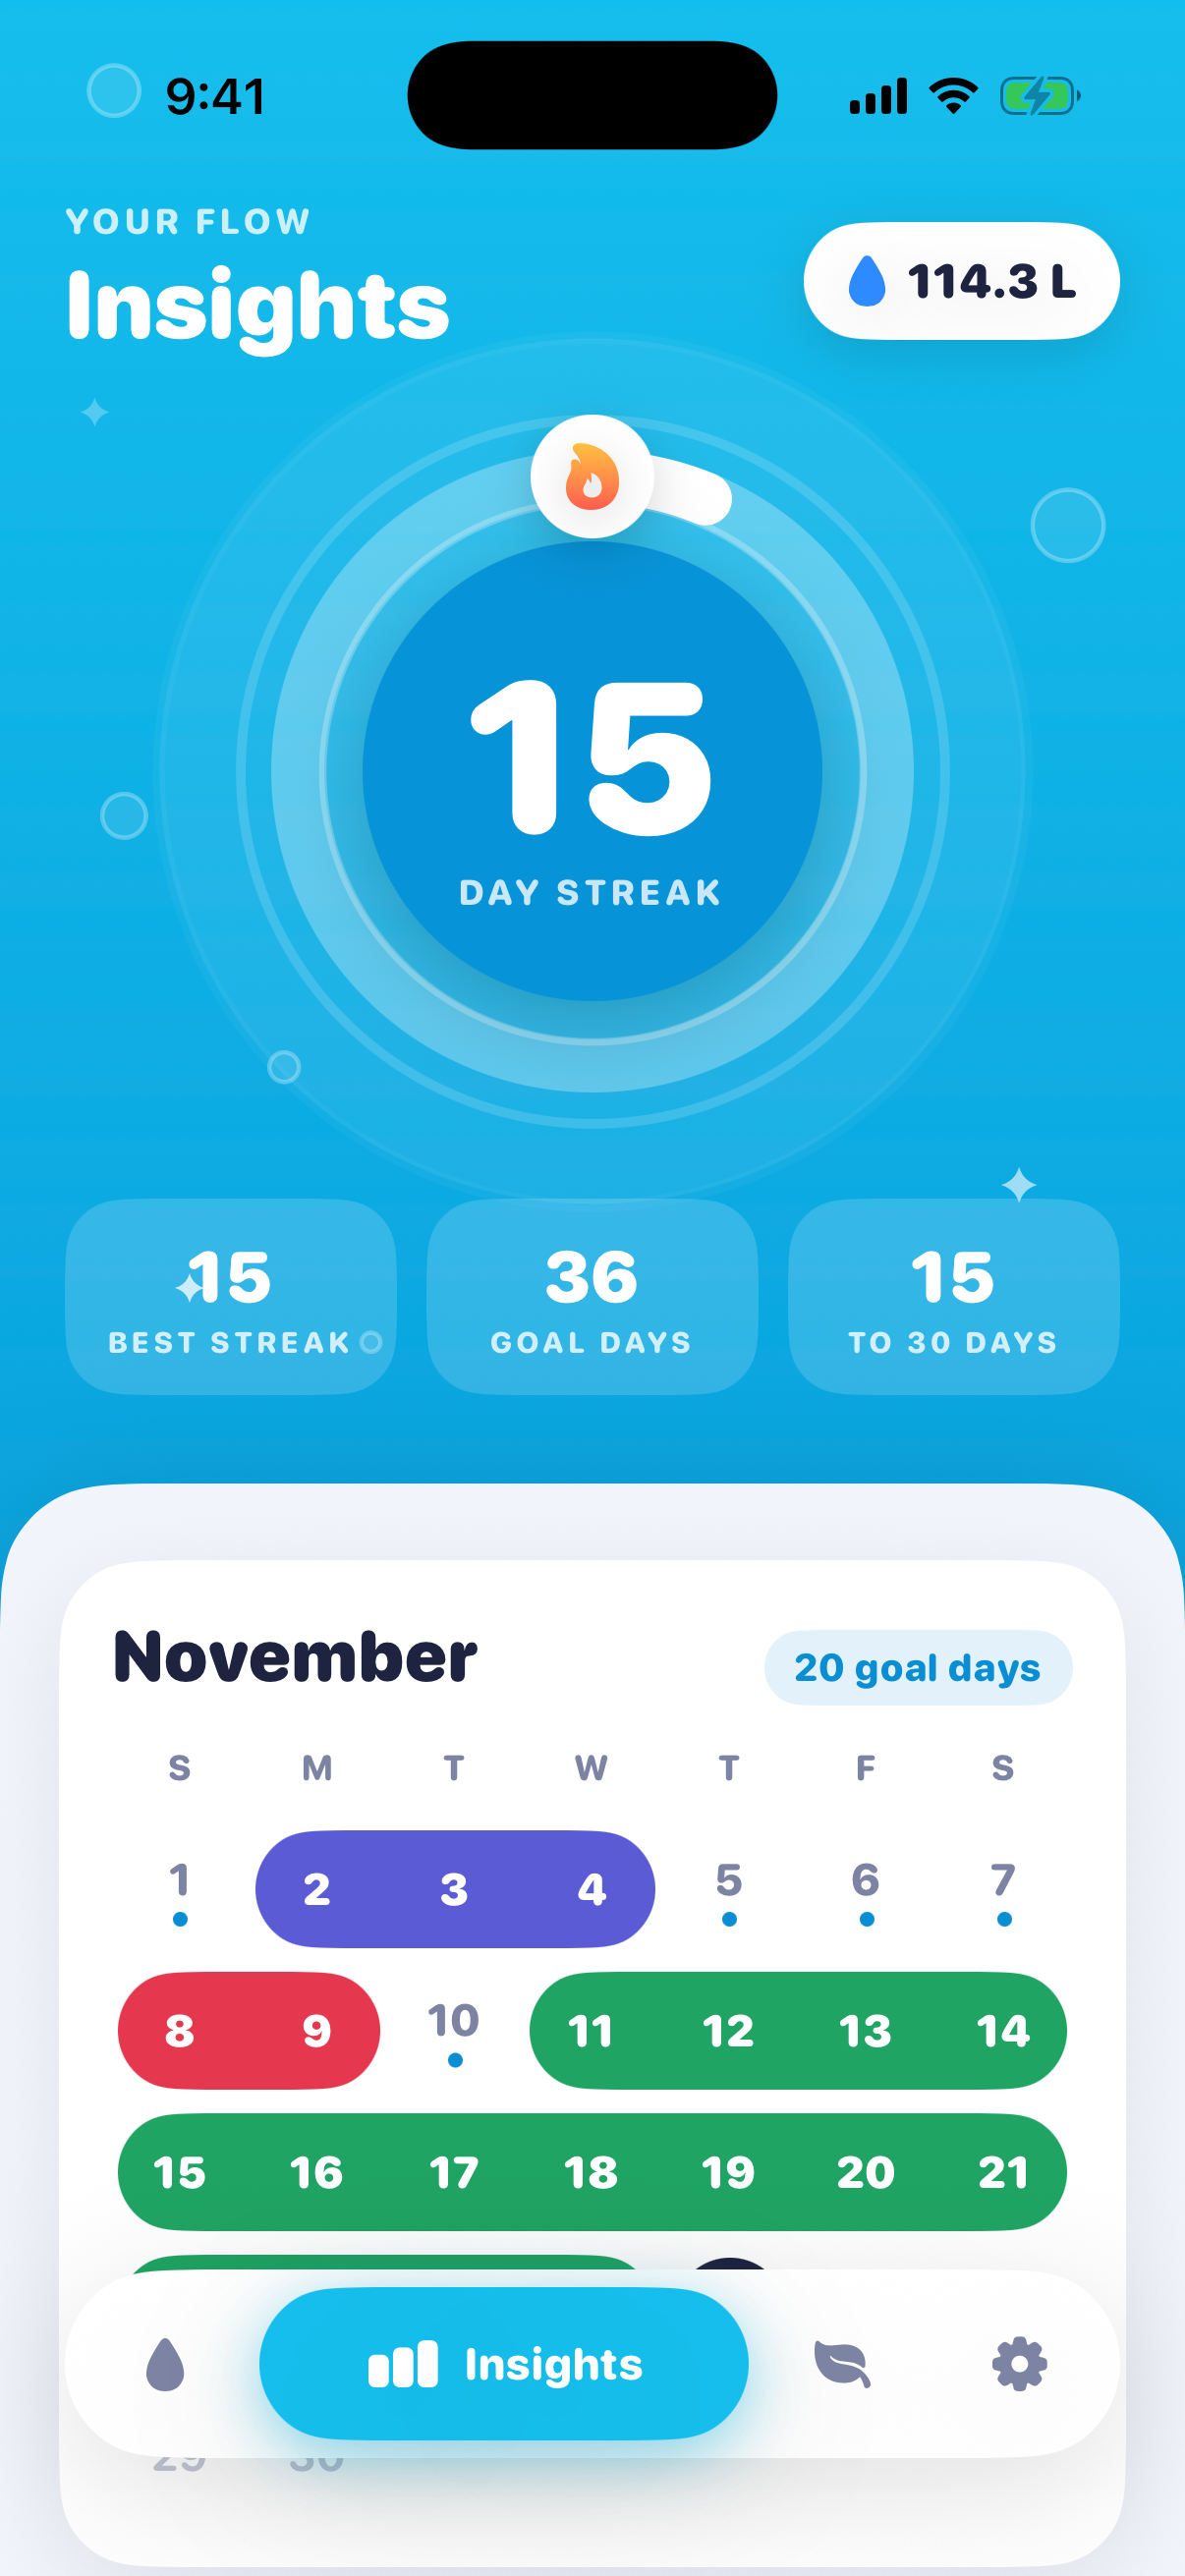 9:41
YOUR FLOW
Insights
114.3 L
15
DAY STREAK
15 36 15
BEST STREAK GOAL DAYS TO 30 DAYS
November
20 goal days
S M T W T F S
1 2 3 4 5 6 7
8 9 10 11 12 13 14
15 16 17 18 19 20 21
Insights
29 30